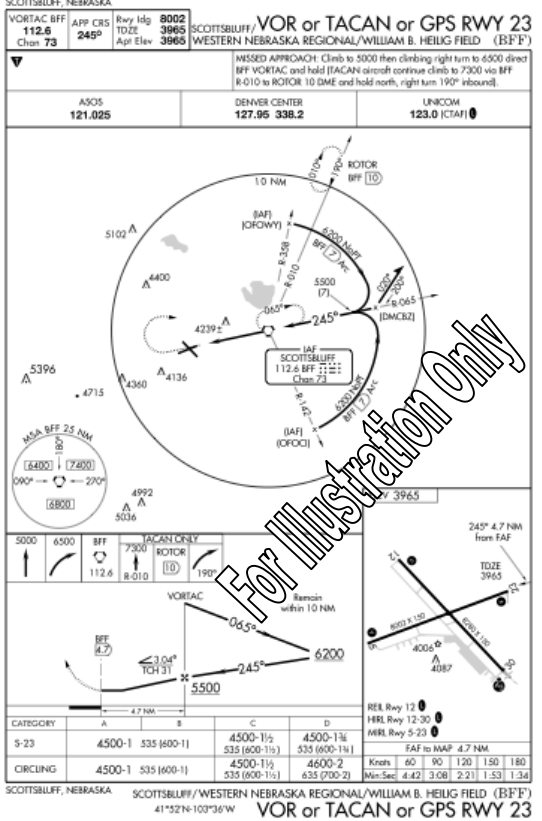 SCOTTSBLUFF, NEBRASKA
VORTAC BFF
112.6
Chan 73
APP CRS
245°
Rwy ldg 8002
TDZE 3965
Apt Elev 3965
SCOTTSBLUFF/
WESTERN NEBRASKA REGIONAL/WILLIAM B. HEILIG FIELD (BFF)
VOR or TACAN or GPS RWY 23
T
MISSED APPROACH: Climb to 5000 then climbing right turn to 6500 direct
BFF VORTAC and hold (TACAN aircraft continue climb to 7300 via BFF
R-010 to ROTOR 10 DME and hold north, right turn 190° inbound).
ASOS
121.025
DENVER CENTER
127.95 338.2
UNICOM
123.0 (CTAF) L
010°
190°
ROTOR
BFF 10
10 NM
(IAF)
(OFOWY)
5102
6200 NoPT
BFF 7 Arc
R-358
R-010
4400
5500
(7)
020°
200°
R-065
(DMCBZ)
065°
245°
4239±
IAF
SCOTTSBLUFF
112.6 BFF
Chan 73
5396
4715
4360
4136
R-142
6200 NoPT
BFF 7 Arc
(IAF)
(OFOCI)
MSA BFF 25 NM
180°
6400
7400
090°
270°
6800
4992
5036
For Illustration Only
3965
245° 4.7 NM
from FAF
TDZE
3965
12
23
8002 X 150
8280 X 150
4006
4087
30
REIL Rwy 12 L
HIRL Rwy 12-30 L
MIRL Rwy 5-23 L
5000
6500
BFF
112.6
TACAN ONLY
7300
R-010
ROTOR
10
190°
VORTAC
Remain
within 10 NM
065°
BFF
4.7
3.04°
TCH 31
245°
6200
5500
4.7 NM
CATEGORY A B C D
S-23 4500-1 535 (600-1) 4500-1½ 535 (600-1½) 4500-1¾ 535 (600-1¾)
CIRCLING 4500-1 535 (600-1) 4500-1½ 535 (600-1½) 4600-2 635 (700-2)
FAF to MAP 4.7 NM
Knots 60 90 120 150 180
Min:Sec 4:42 3:08 2:21 1:53 1:34
SCOTTSBLUFF, NEBRASKA
SCOTTSBLUFF/WESTERN NEBRASKA REGIONAL/WILLIAM B. HEILIG FIELD (BFF)
41°52'N-103°36'W
VOR or TACAN or GPS RWY 23